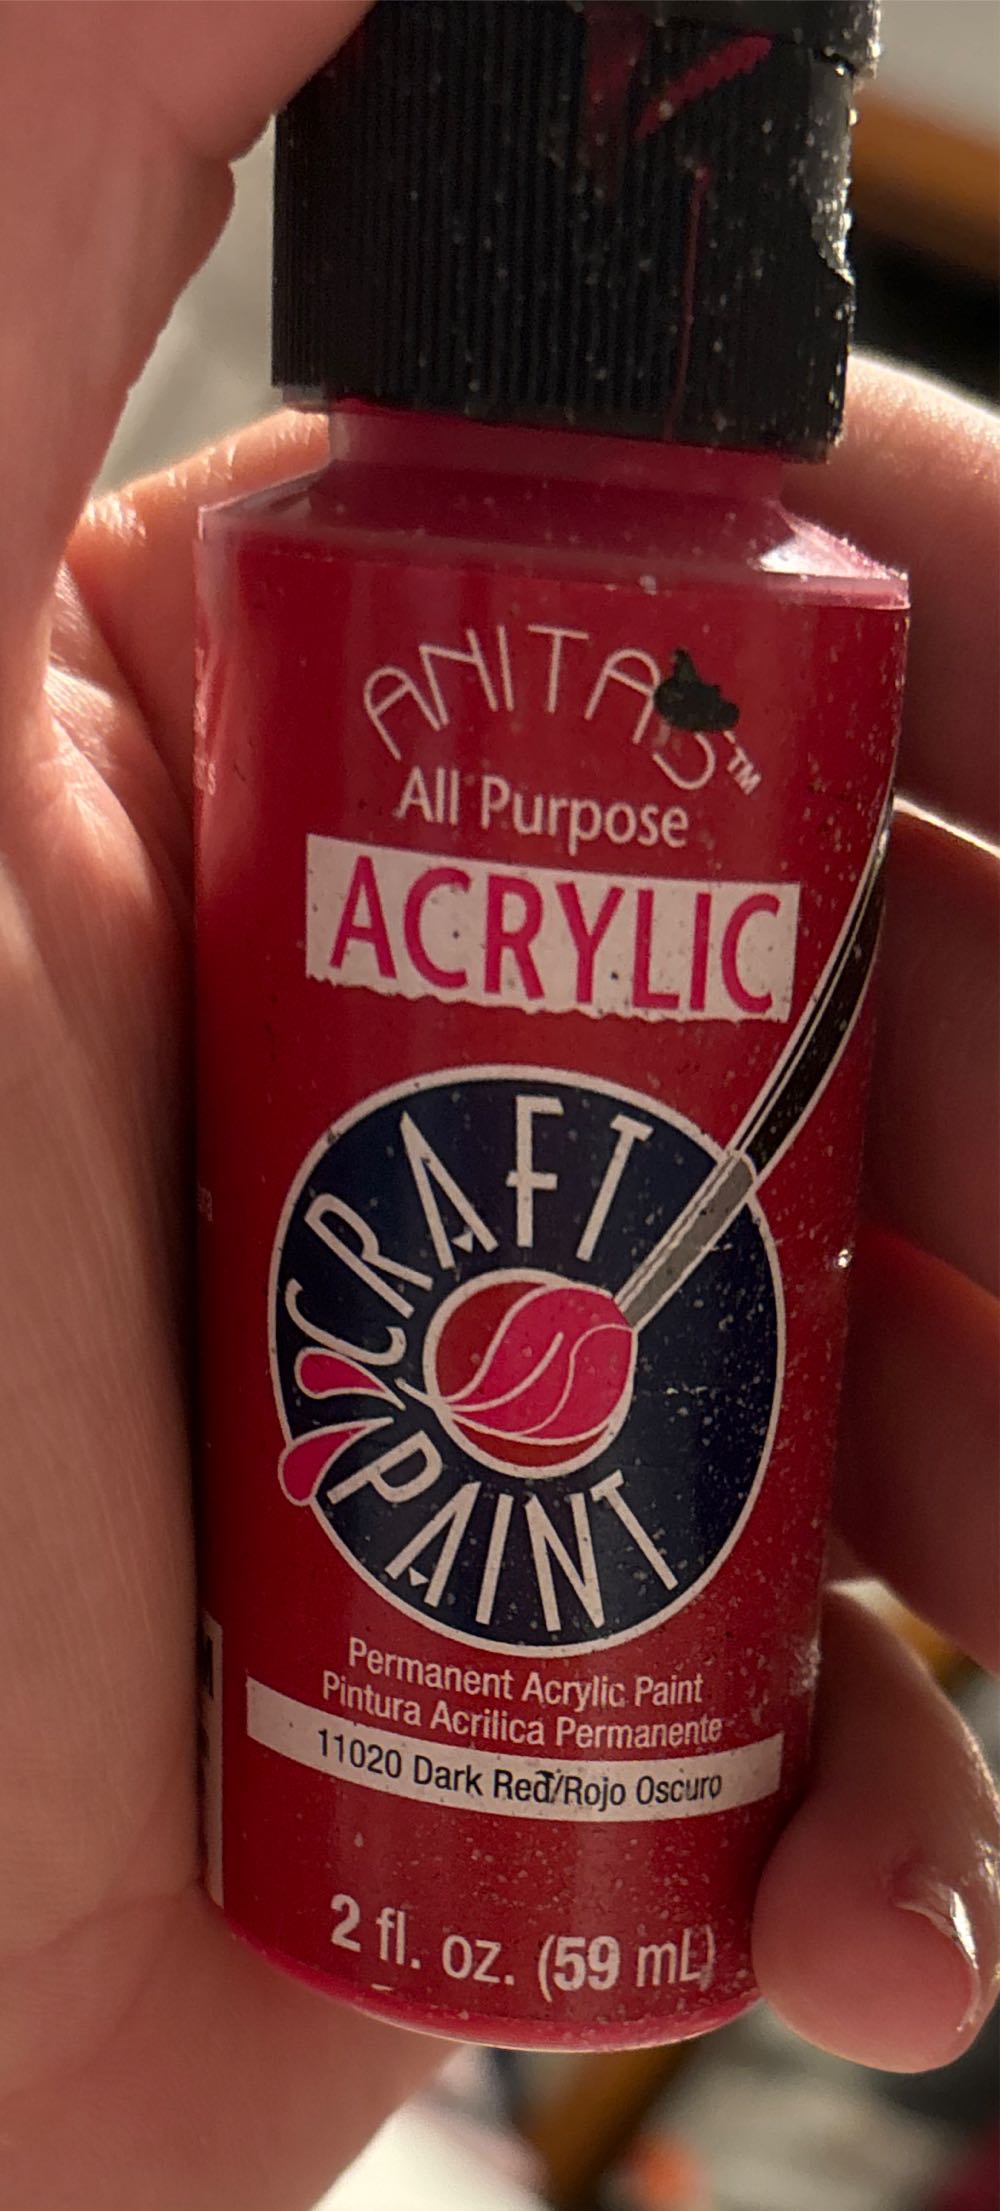 ANITA'S™
All Purpose
ACRYLIC
CRAFT
PAINT
Permanent Acrylic Paint
Pintura Acrilica Permanente
11020 Dark Red/Rojo Oscuro
2 fl. oz. (59 mL)